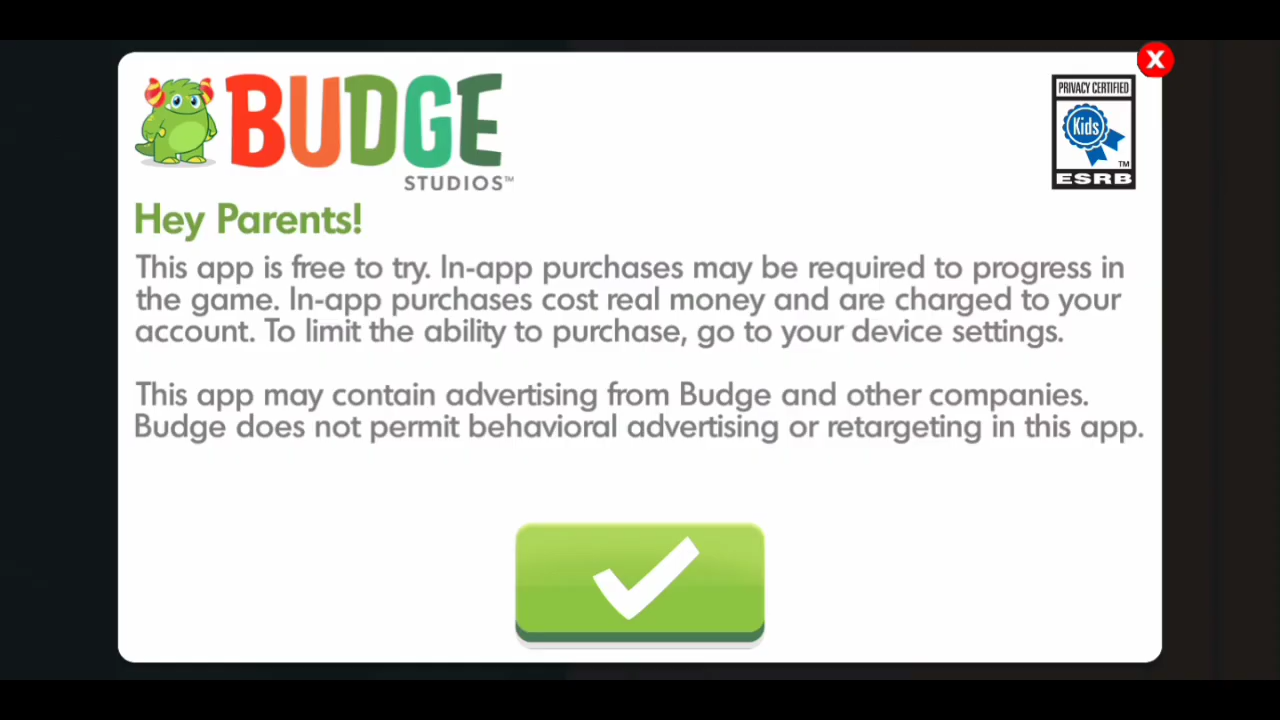 BUDGE
STUDIOS™
X
PRIVACY CERTIFIED
Kids
™
ESRB
Hey Parents!
This app is free to try. In-app purchases may be required to progress in
the game. In-app purchases cost real money and are charged to your
account. To limit the ability to purchase, go to your device settings.
This app may contain advertising from Budge and other companies.
Budge does not permit behavioral advertising or retargeting in this app.